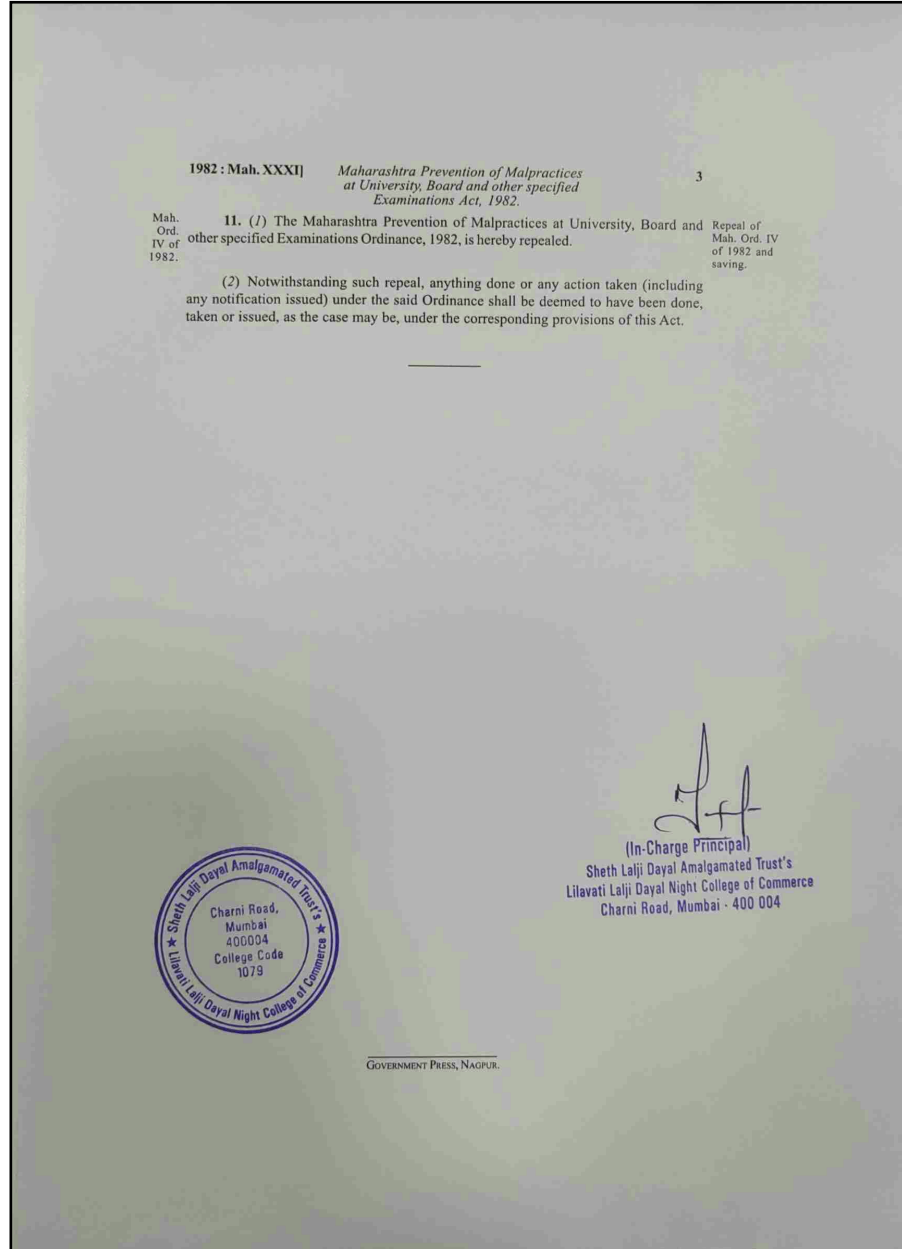 1982 : Mah. XXXI]
Maharashtra Prevention of Malpractices
at University, Board and other specified
Examinations Act, 1982.
3
Mah.
Ord.
IV of
1982.
11. (1) The Maharashtra Prevention of Malpractices at University, Board and
other specified Examinations Ordinance, 1982, is hereby repealed.
Repeal of
Mah. Ord. IV
of 1982 and
saving.
(2) Notwithstanding such repeal, anything done or any action taken (including
any notification issued) under the said Ordinance shall be deemed to have been done,
taken or issued, as the case may be, under the corresponding provisions of this Act.
(In-Charge Principal)
Sheth Lalji Dayal Amalgamated Trust's
Lilavati Lalji Dayal Night College of Commerce
Charni Road, Mumbai - 400 004
★ Sheth Lalji Dayal Amalgamated Trust's ★
Lilavati Lalji Dayal Night College of Commerce
Charni Road,
Mumbai
400004
College Code
1079
GOVERNMENT PRESS, NAGPUR.